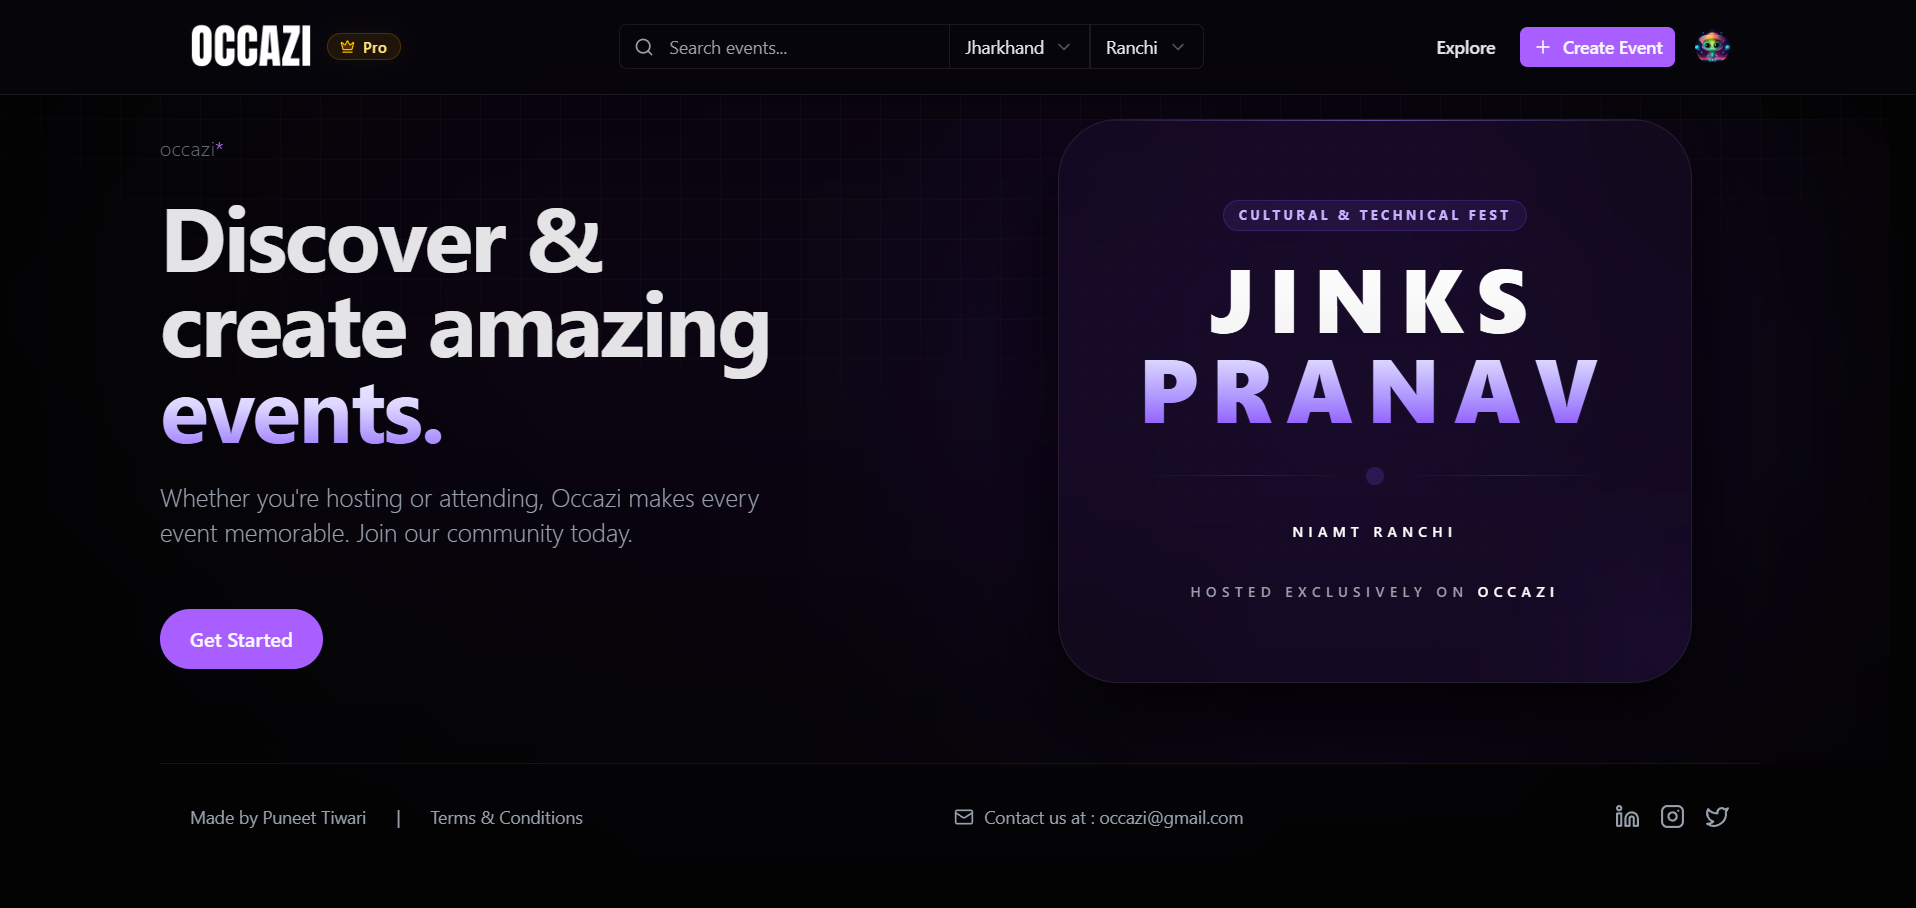 OCCAZI
Pro
Search events...
Jharkhand
Ranchi
Explore
Create Event
occazi*
Discover &
create amazing
events.
Whether you're hosting or attending, Occazi makes every
event memorable. Join our community today.
Get Started
CULTURAL & TECHNICAL FEST
JINKS
PRANAV
NIAMT RANCHI
HOSTED EXCLUSIVELY ON OCCAZI
Made by Puneet Tiwari | Terms & Conditions
Contact us at : occazi@gmail.com